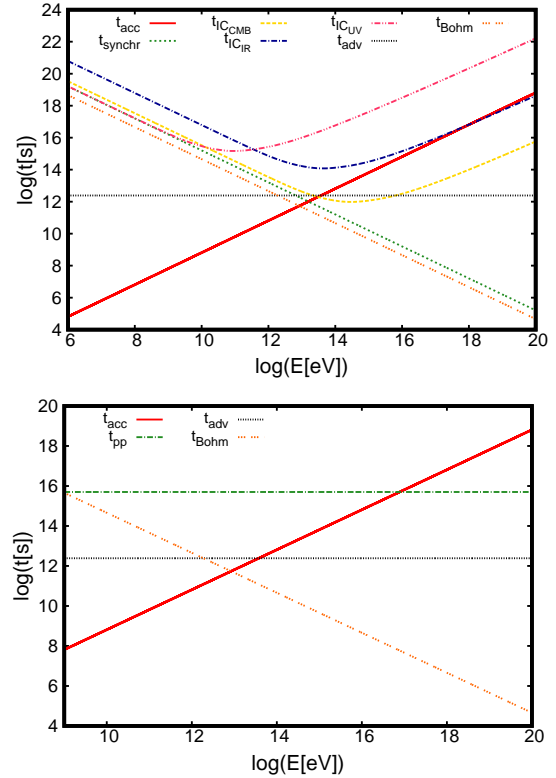 t_acc t_IC_CMB t_IC_UV t_Bohm
t_synchr t_IC_IR t_adv
24
22
20
18
16
14
12
10
8
6
4
log(t[s])
6 8 10 12 14 16 18 20
log(E[eV])
t_acc t_adv
t_pp t_Bohm
20
18
16
14
12
10
8
6
4
log(t[s])
10 12 14 16 18 20
log(E[eV])